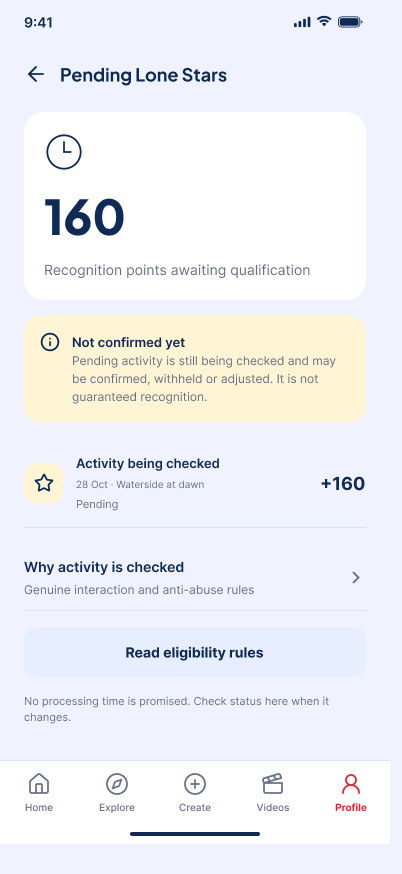 9:41
Pending Lone Stars
160
Recognition points awaiting qualification
Not confirmed yet
Pending activity is still being checked and may
be confirmed, withheld or adjusted. It is not
guaranteed recognition.
Activity being checked
28 Oct · Waterside at dawn
Pending
+160
Why activity is checked
Genuine interaction and anti-abuse rules
Read eligibility rules
No processing time is promised. Check status here when it
changes.
Home
Explore
Create
Videos
Profile